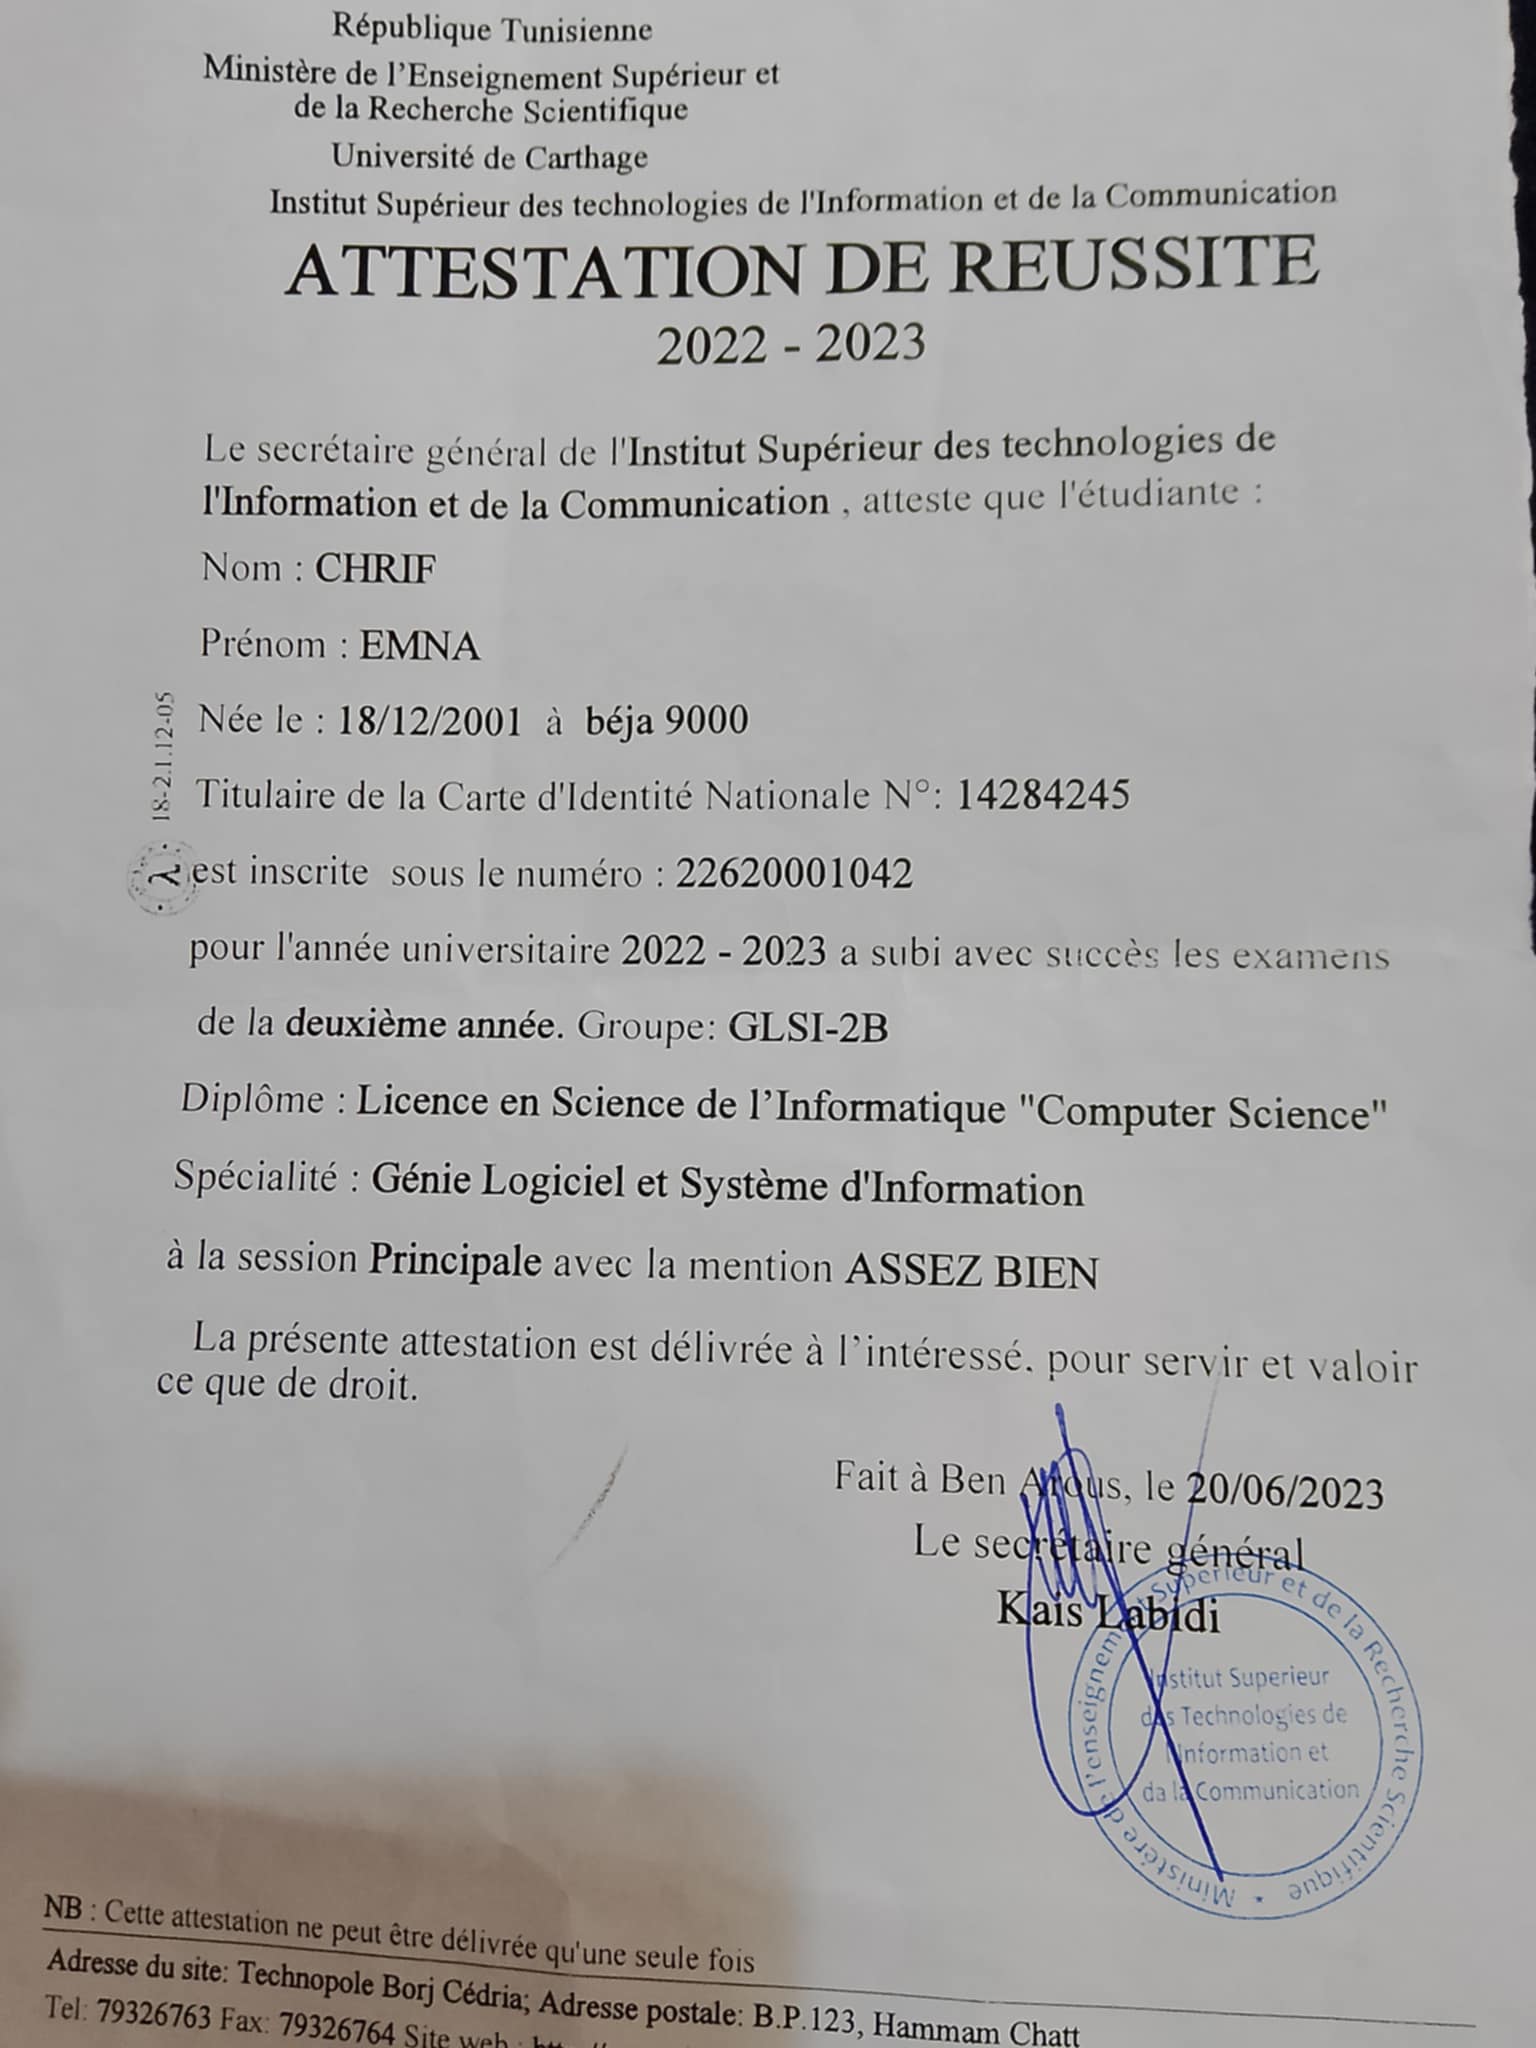 République Tunisienne
Ministère de l'Enseignement Supérieur et
de la Recherche Scientifique
Université de Carthage
Institut Supérieur des technologies de l'Information et de la Communication
ATTESTATION DE REUSSITE
2022 - 2023
Le secrétaire général de l'Institut Supérieur des technologies de
l'Information et de la Communication , atteste que l'étudiante :
Nom : CHRIF
Prénom : EMNA
Née le : 18/12/2001 à béja 9000
Titulaire de la Carte d'Identité Nationale N°: 14284245
18-2.1.12-05
est inscrite sous le numéro : 22620001042
pour l'année universitaire 2022 - 2023 a subi avec succès les examens
de la deuxième année. Groupe: GLSI-2B
Diplôme : Licence en Science de l'Informatique "Computer Science"
Spécialité : Génie Logiciel et Système d'Information
à la session Principale avec la mention ASSEZ BIEN
La présente attestation est délivrée à l'intéressé. pour servir et valoir
ce que de droit.
Fait à Ben Arous, le 20/06/2023
Le secrétaire général
Kais Labidi
Ministère de l'enseignement Superieur et de la Recherche Scientifique
Institut Superieur
des Technologies de
l'Information et
da la Communication
NB : Cette attestation ne peut être délivrée qu'une seule fois
Adresse du site: Technopole Borj Cédria; Adresse postale: B.P.123, Hammam Chatt
Tel: 79326763 Fax: 79326764 Site web :